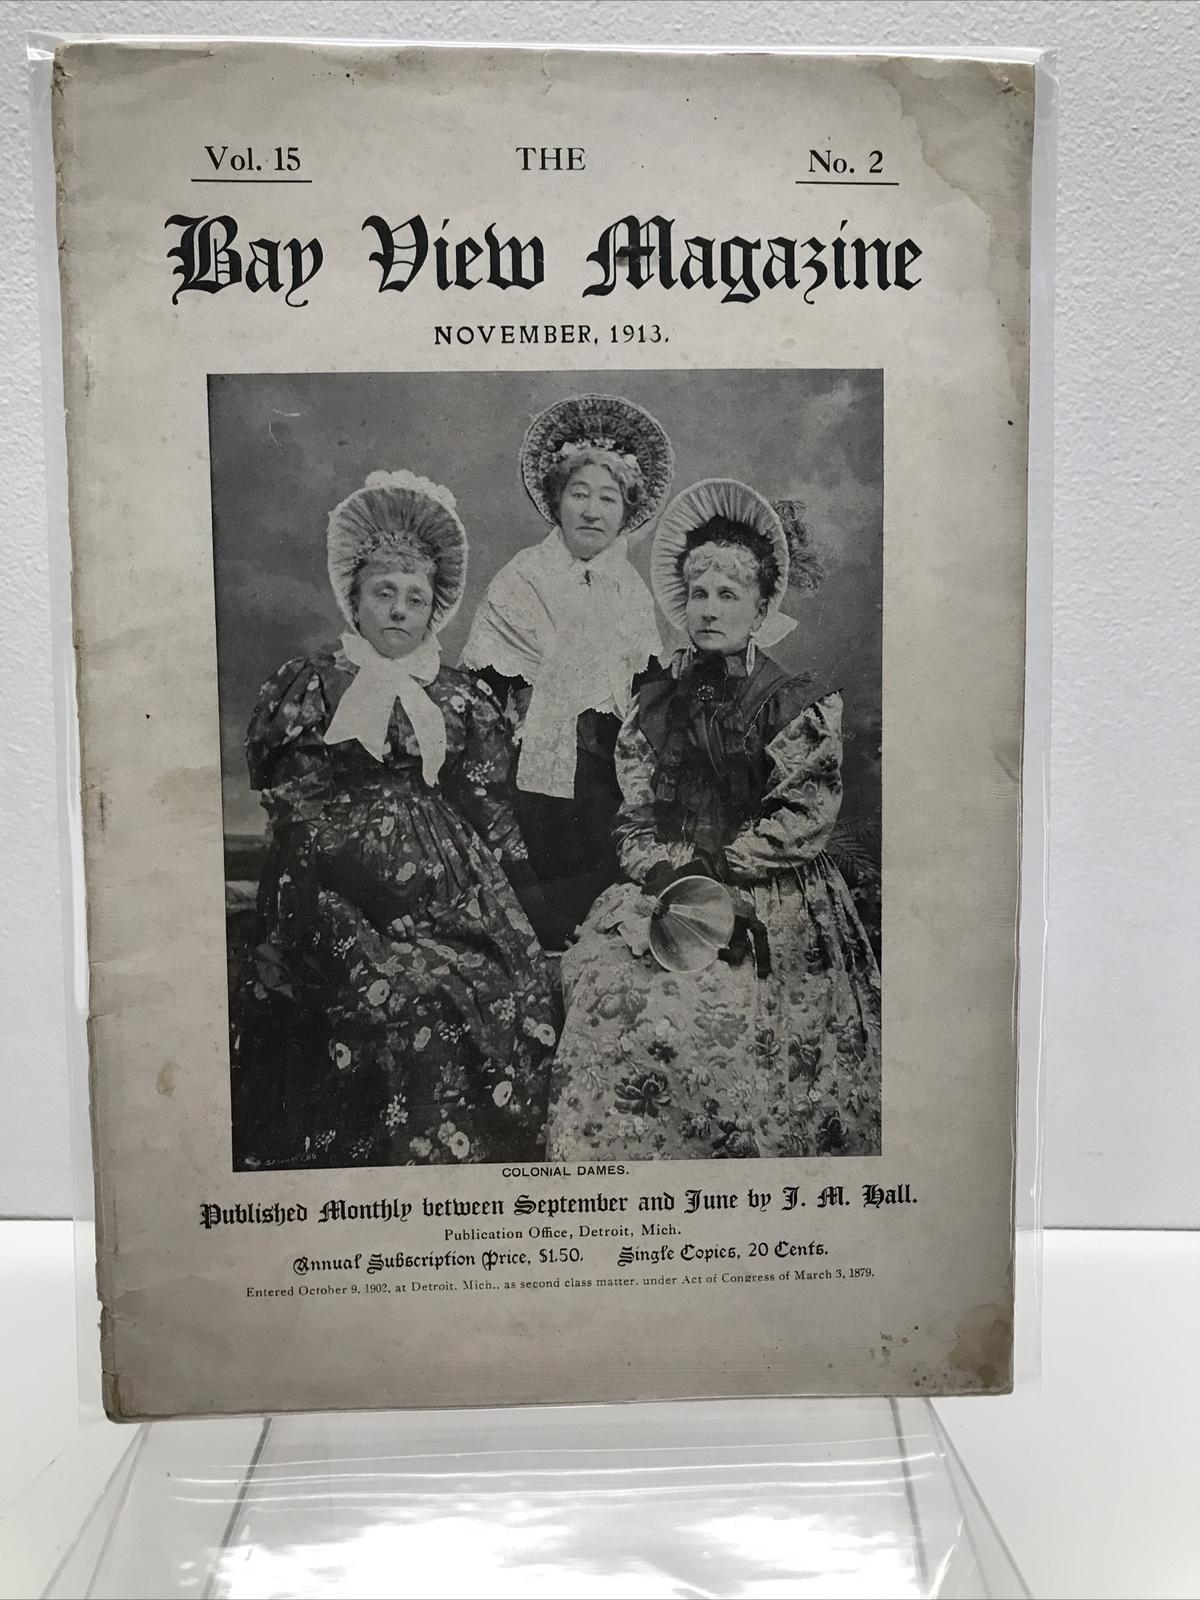 Vol. 15 THE No. 2
Bay View Magazine
NOVEMBER, 1913.
COLONIAL DAMES.
Published Monthly between September and June by J. M. Hall.
Publication Office, Detroit, Mich.
Annual Subscription Price, $1.50. Single Copies, 20 Cents.
Entered October 9, 1902, at Detroit, Mich., as second class matter, under Act of Congress of March 3, 1879.